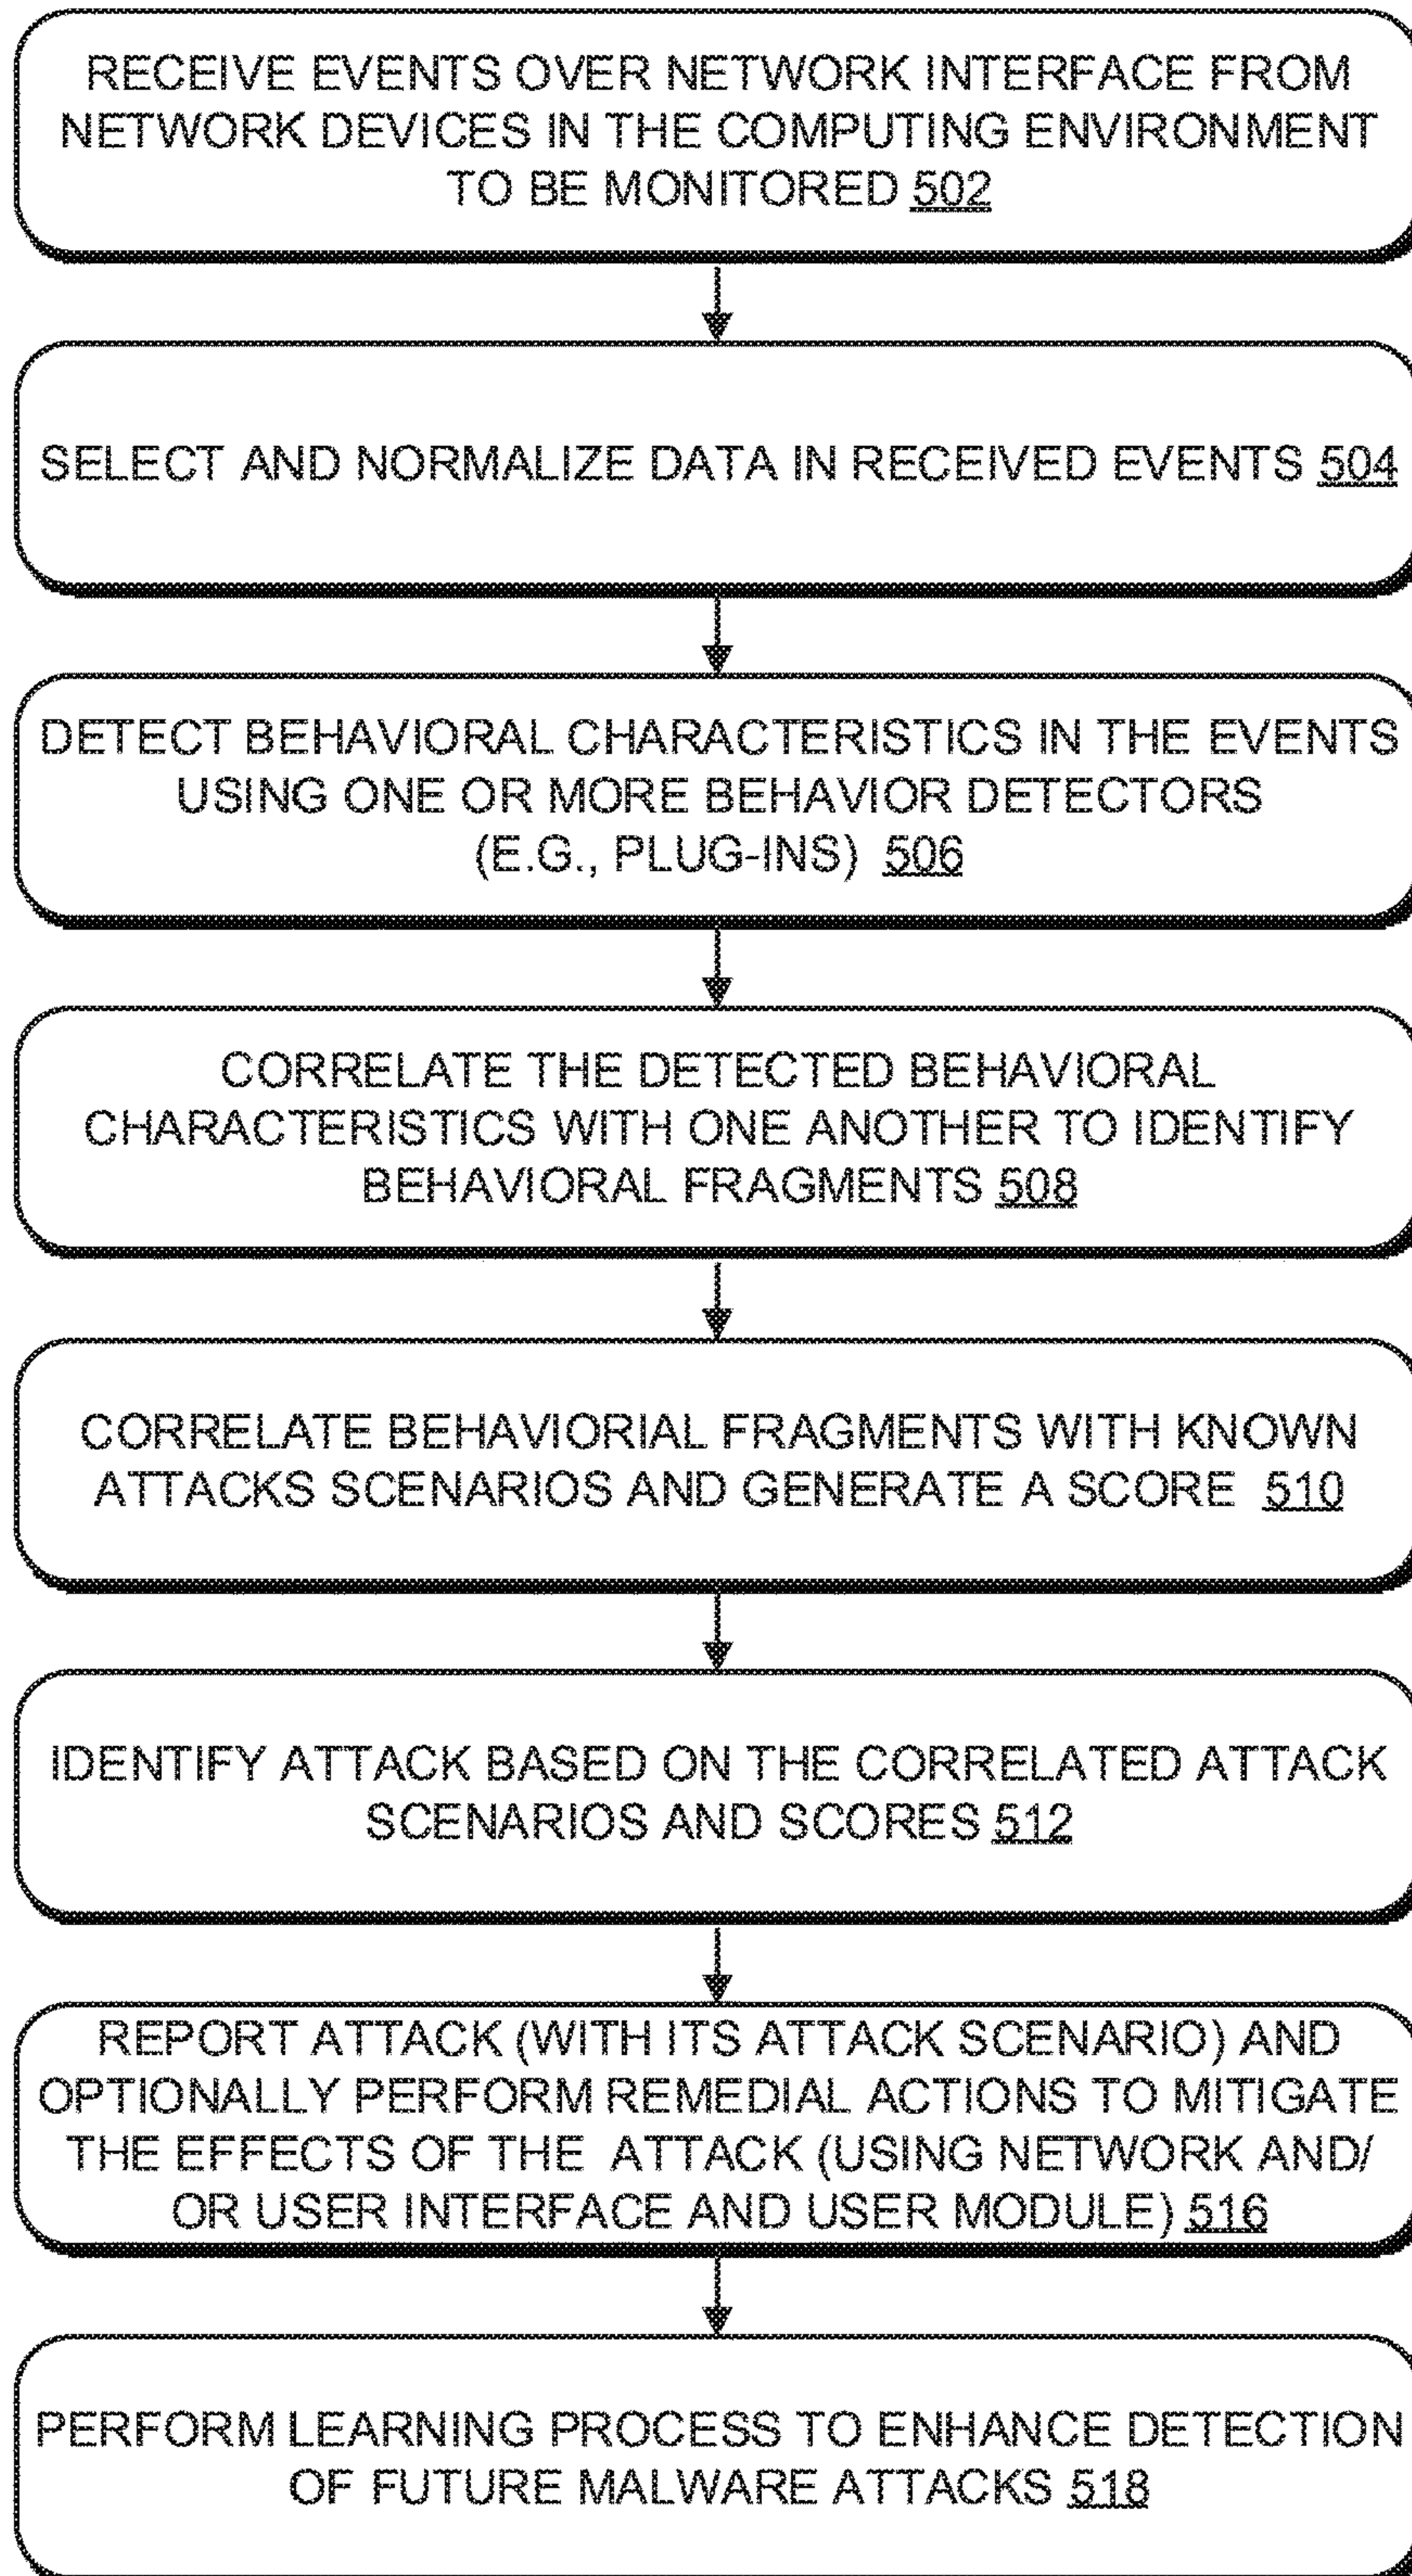 RECEIVE EVENTS OVER NETWORK INTERFACE FROM
NETWORK DEVICES IN THE COMPUTING ENVIRONMENT
TO BE MONITORED 502
SELECT AND NORMALIZE DATA IN RECEIVED EVENTS 504
DETECT BEHAVIORAL CHARACTERISTICS IN THE EVENTS
USING ONE OR MORE BEHAVIOR DETECTORS
(E.G., PLUG-INS) 506
CORRELATE THE DETECTED BEHAVIORAL
CHARACTERISTICS WITH ONE ANOTHER TO IDENTIFY
BEHAVIORAL FRAGMENTS 508
CORRELATE BEHAVIORIAL FRAGMENTS WITH KNOWN
ATTACKS SCENARIOS AND GENERATE A SCORE 510
IDENTIFY ATTACK BASED ON THE CORRELATED ATTACK
SCENARIOS AND SCORES 512
REPORT ATTACK (WITH ITS ATTACK SCENARIO) AND
OPTIONALLY PERFORM REMEDIAL ACTIONS TO MITIGATE
THE EFFECTS OF THE ATTACK (USING NETWORK AND/
OR USER INTERFACE AND USER MODULE) 516
PERFORM LEARNING PROCESS TO ENHANCE DETECTION
OF FUTURE MALWARE ATTACKS 518